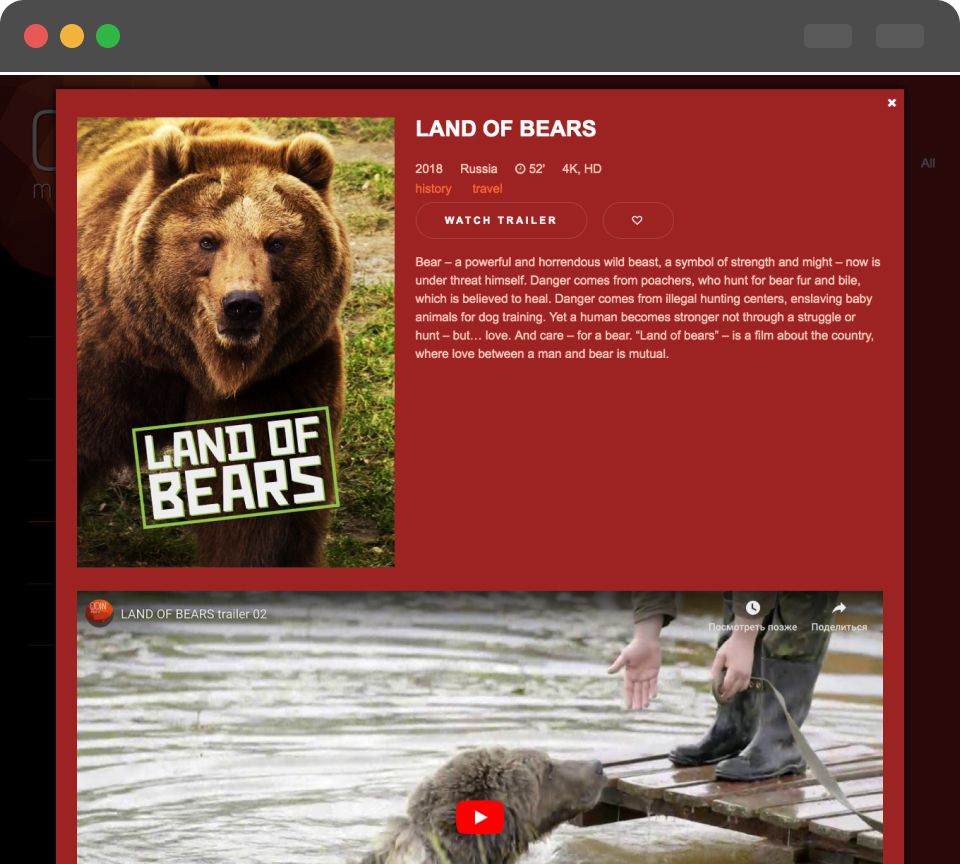 All
LAND OF BEARS
2018 Russia 52' 4K, HD
history travel
WATCH TRAILER
Bear – a powerful and horrendous wild beast, a symbol of strength and might – now is
under threat himself. Danger comes from poachers, who hunt for bear fur and bile,
which is believed to heal. Danger comes from illegal hunting centers, enslaving baby
animals for dog training. Yet a human becomes stronger not through a struggle or
hunt – but... love. And care – for a bear. “Land of bears” – is a film about the country,
where love between a man and bear is mutual.
LAND OF
BEARS
LAND OF BEARS trailer 02
Посмотреть позже Поделиться